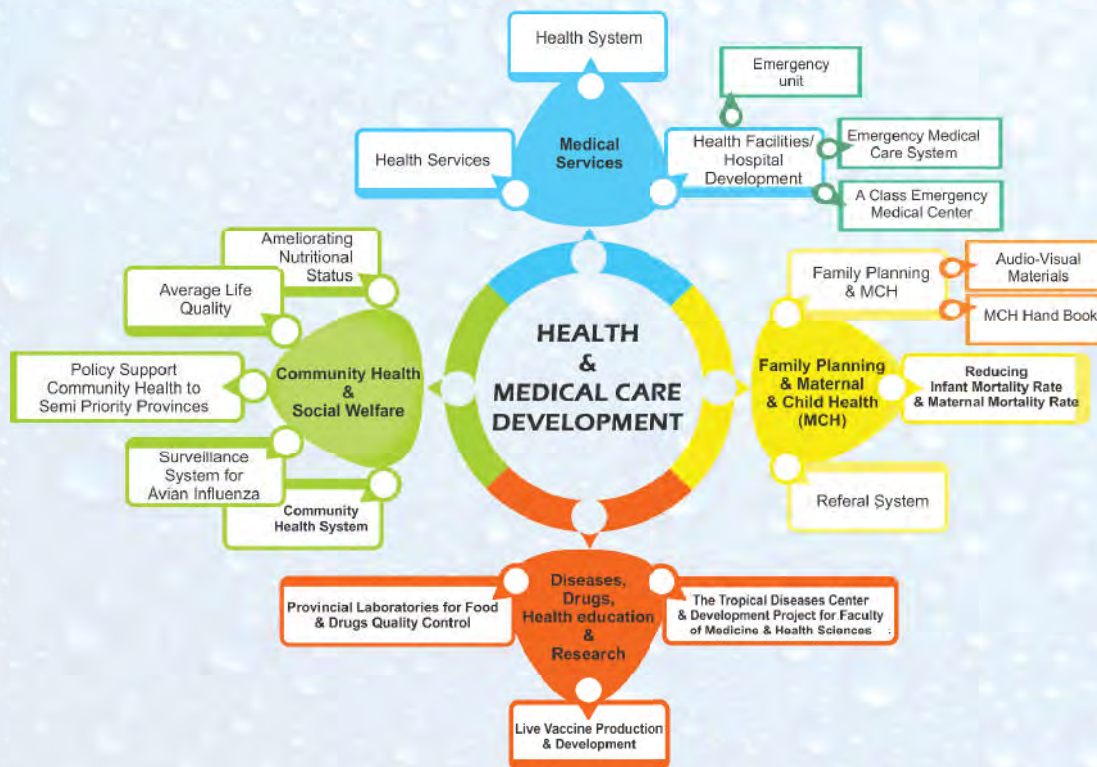 Health System
Medical
Services
Health Services
Health Facilities/
Hospital
Development
Emergency
unit
Emergency Medical
Care System
A Class Emergency
Medical Center
HEALTH
&
MEDICAL CARE
DEVELOPMENT
Ameliorating
Nutritional
Status
Average Life
Quality
Policy Support
Community Health to
Semi Priority Provinces
Surveillance
System for
Avian Influenza
Community
Health System
Community Health
&
Social Welfare
Family Planning
& Maternal
& Child Health
(MCH)
Family Planning
& MCH
Audio-Visual
Materials
MCH Hand Book
Reducing
Infant Mortality Rate
& Maternal Mortality Rate
Referal System
Diseases,
Drugs,
Health education
&
Research
Provincial Laboratories for Food
& Drugs Quality Control
The Tropical Diseases Center
& Development Project for Faculty
of Medicine & Health Sciences :
Live Vaccine Production
& Development